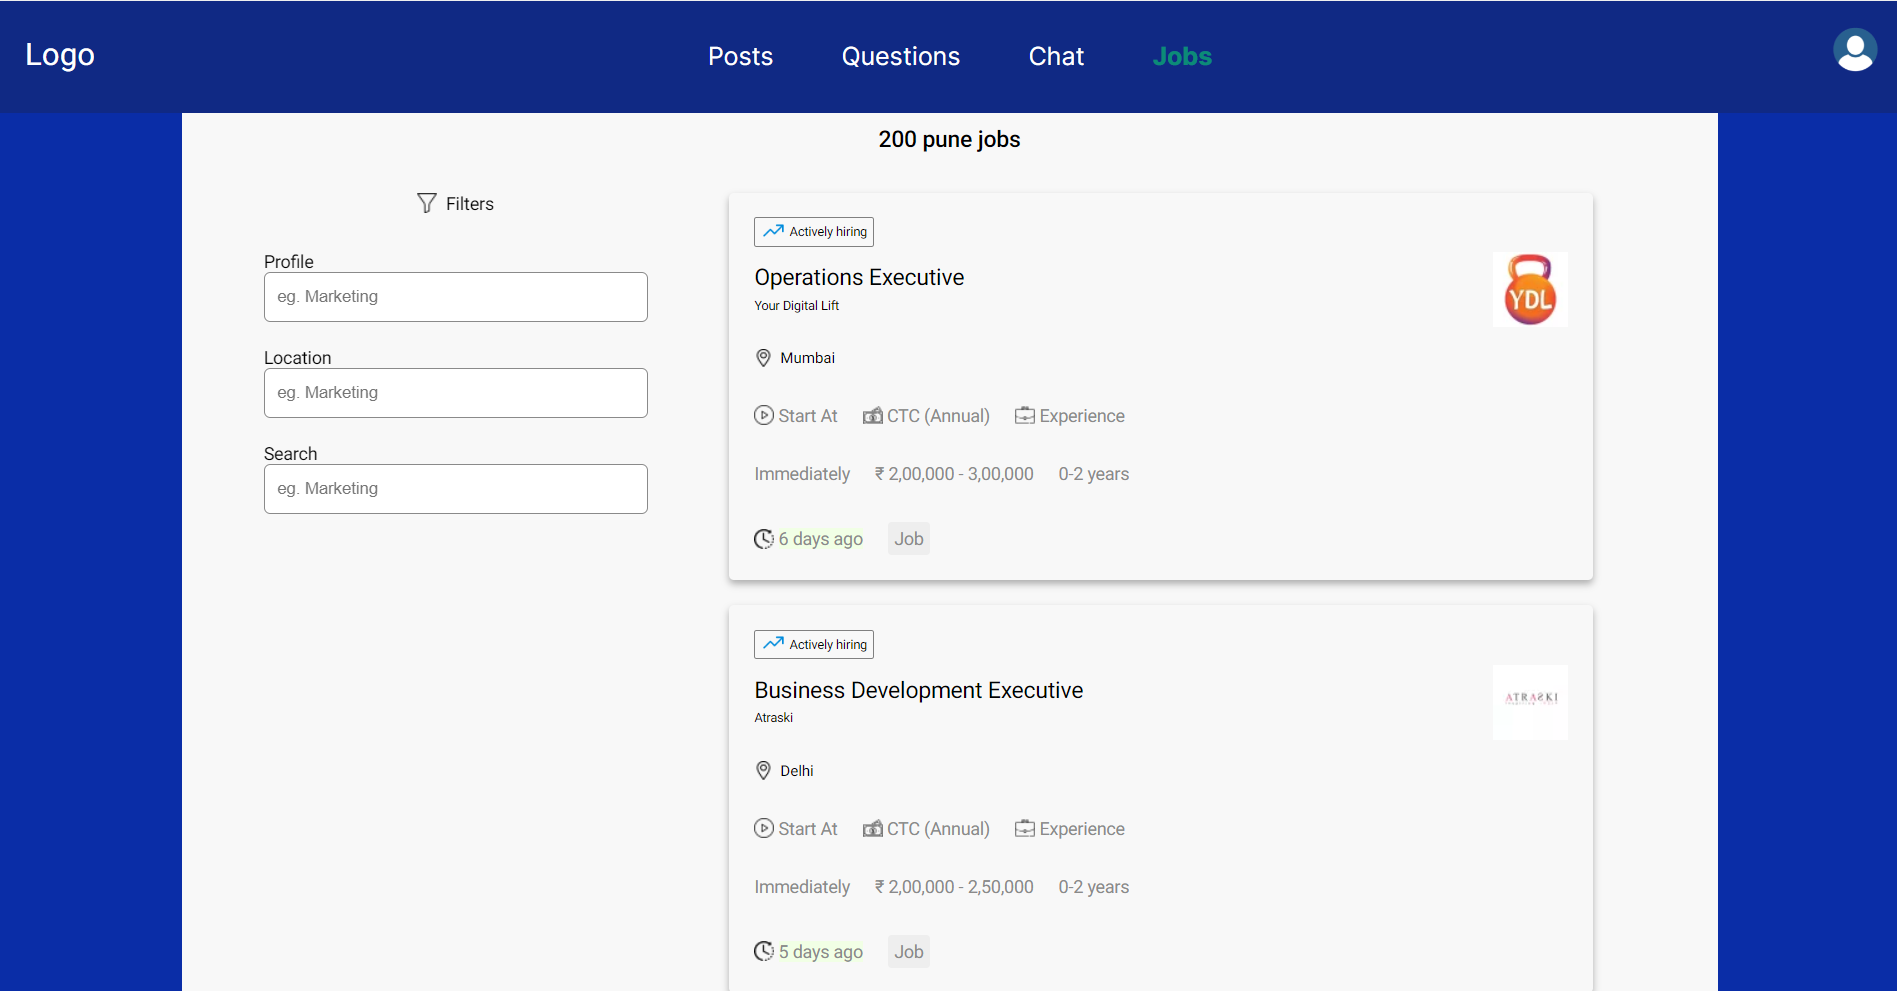 Logo
Posts Questions Chat Jobs
200 pune jobs
Filters
Profile
eg. Marketing
Location
eg. Marketing
Search
eg. Marketing
Actively hiring
Operations Executive
Your Digital Lift
YDL
Mumbai
Start At CTC (Annual) Experience
Immediately ₹ 2,00,000 - 3,00,000 0-2 years
6 days ago Job
Actively hiring
Business Development Executive
Atraski
ATRASKI
Delhi
Start At CTC (Annual) Experience
Immediately ₹ 2,00,000 - 2,50,000 0-2 years
5 days ago Job